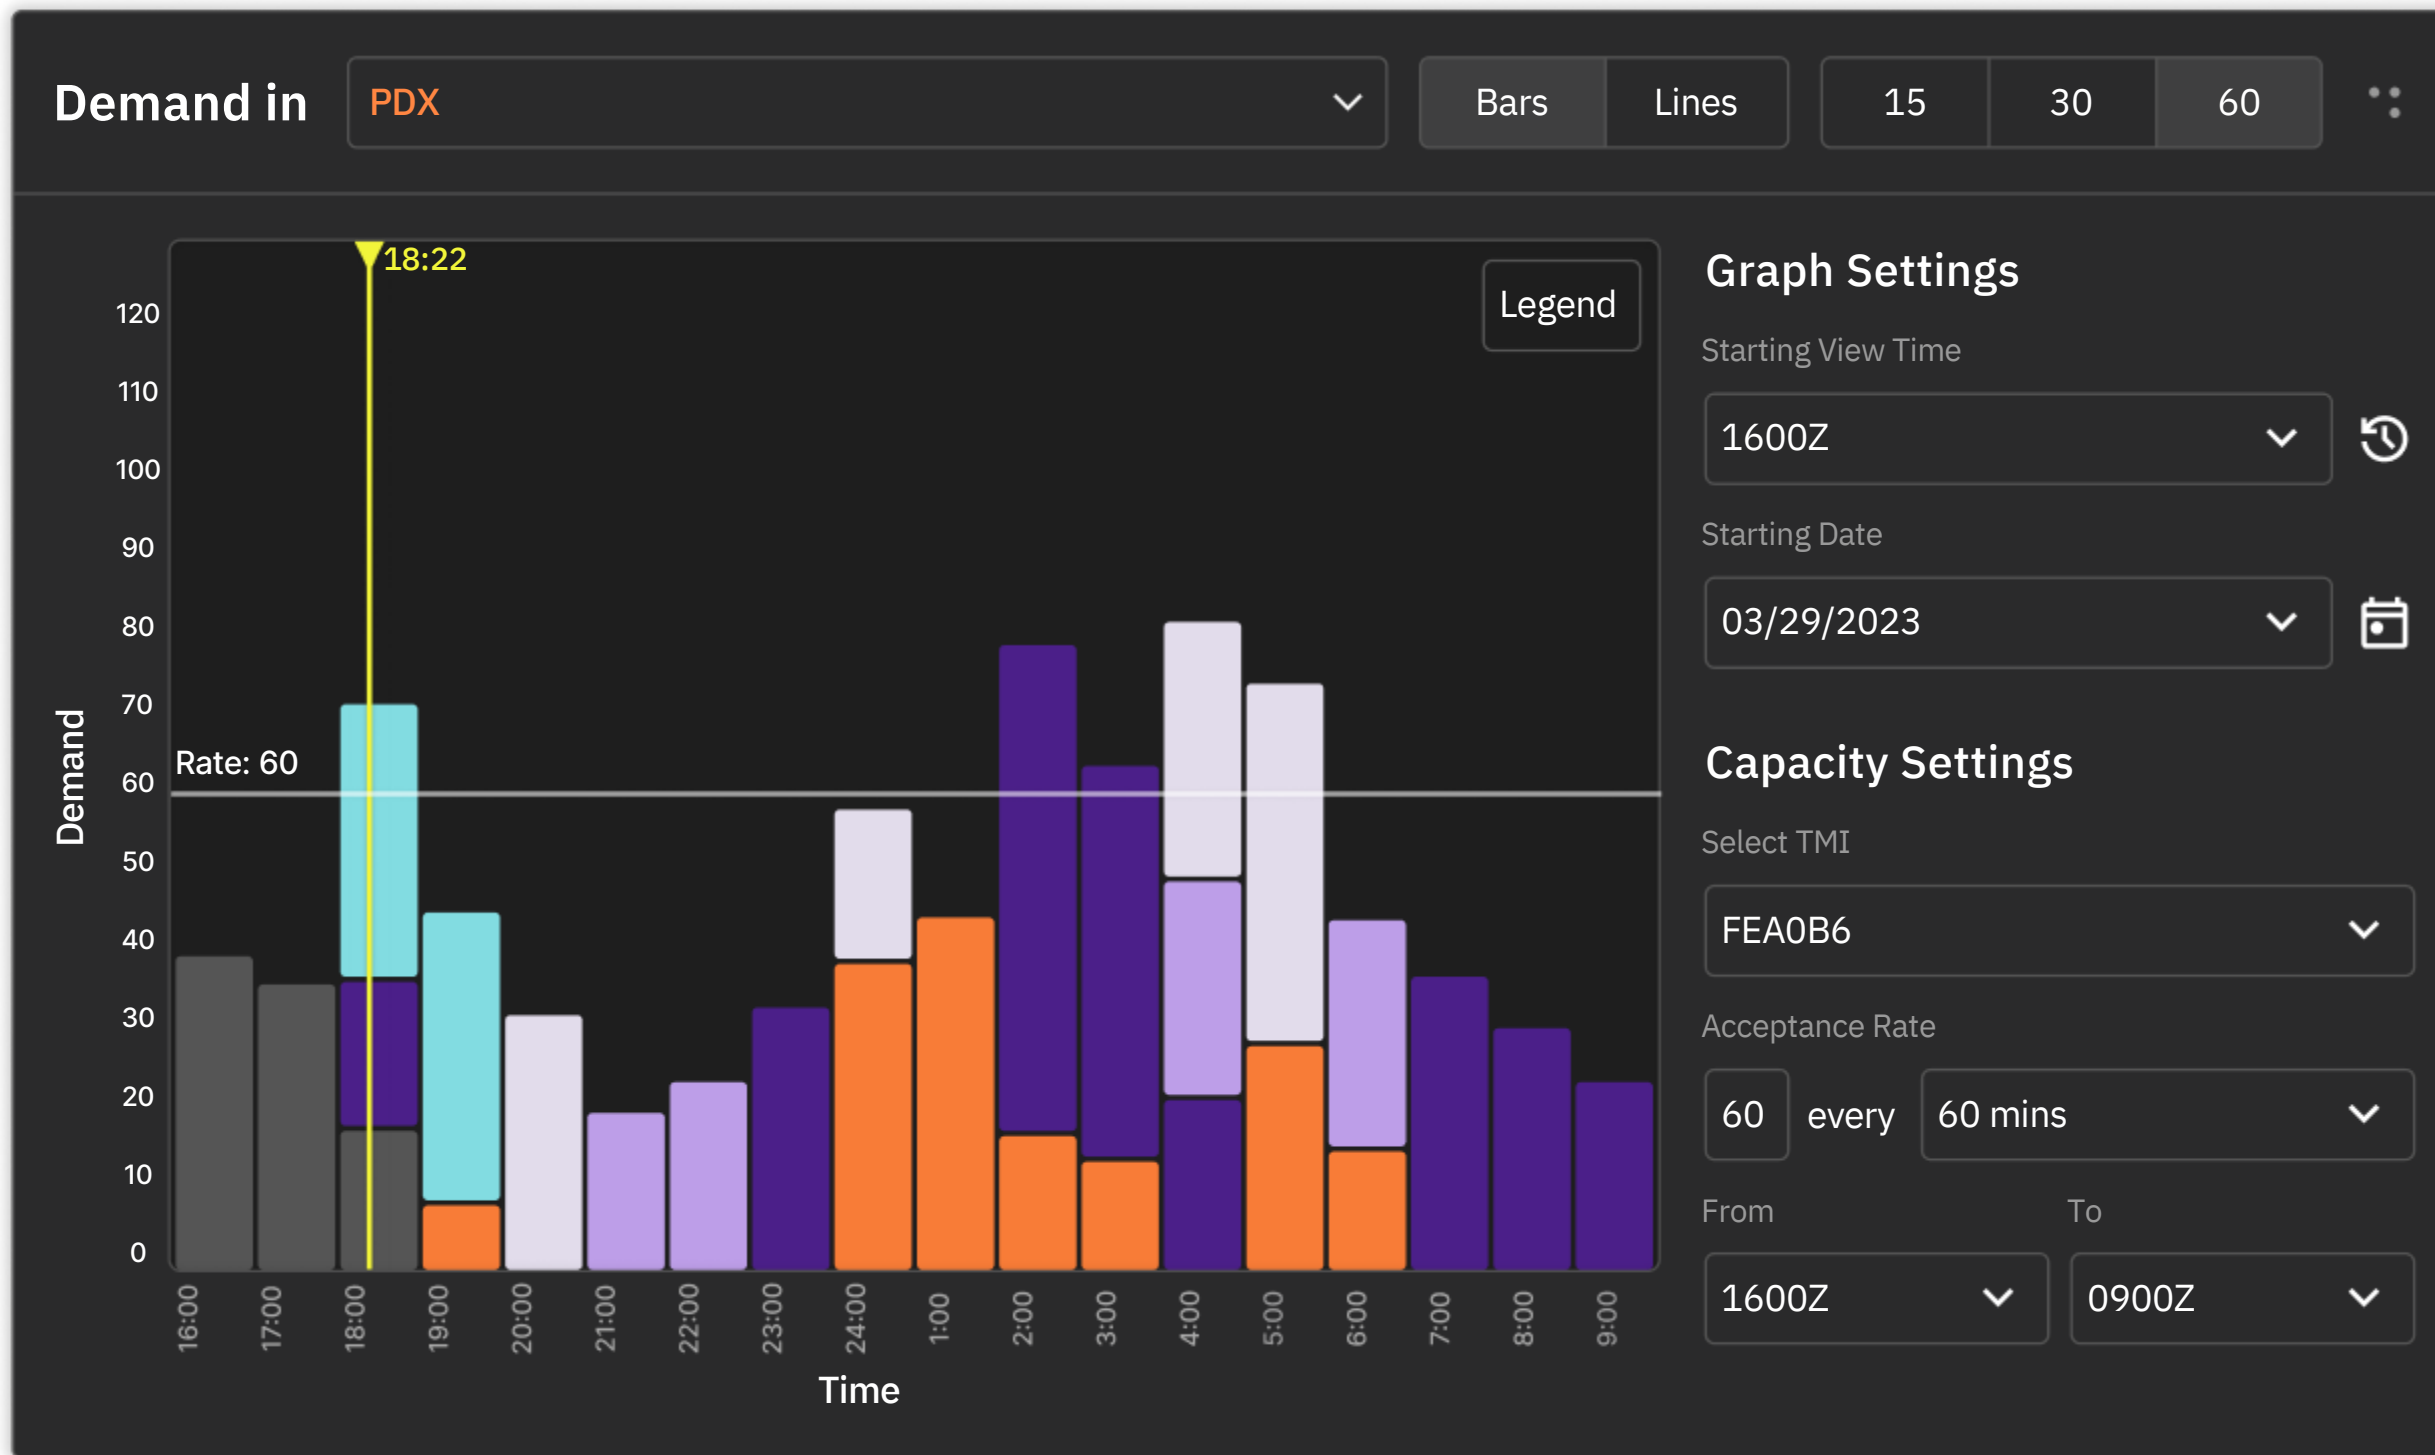 Demand in
PDX
Bars
Lines
15
30
60
18:22
Legend
120
110
100
90
80
70
60
50
40
30
20
10
0
Demand
Rate: 60
16:00
17:00
18:00
19:00
20:00
21:00
22:00
23:00
24:00
1:00
2:00
3:00
4:00
5:00
6:00
7:00
8:00
9:00
Time
Graph Settings
Starting View Time
1600Z
Starting Date
03/29/2023
Capacity Settings
Select TMI
FEA0B6
Acceptance Rate
60 every 60 mins
From
To
1600Z
0900Z